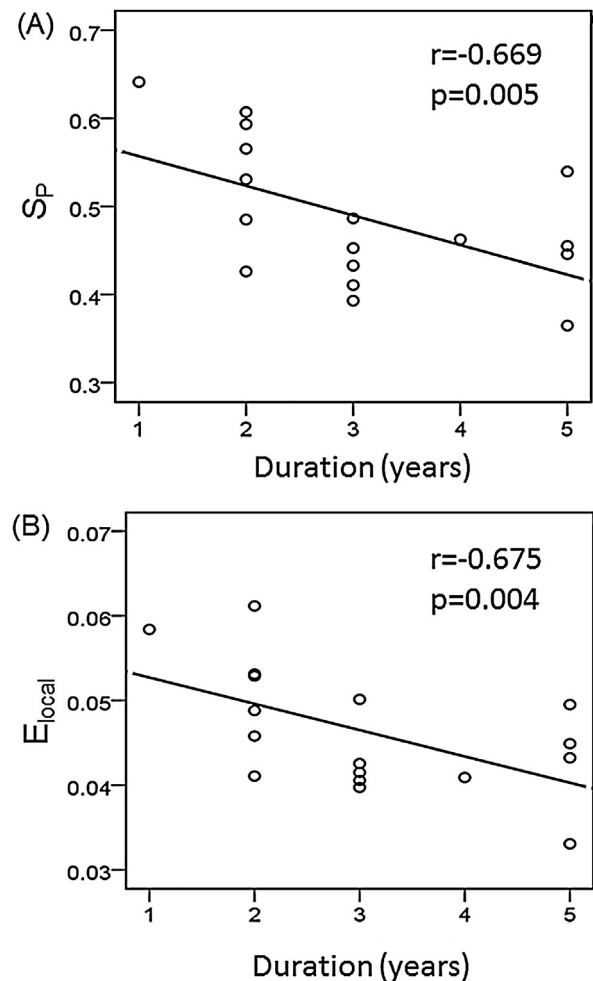 (A)
r=-0.669
p=0.005
0.7
0.6
0.5
0.4
0.3
SP
1 2 3 4 5
Duration (years)
(B)
r=-0.675
p=0.004
0.07
0.06
0.05
0.04
0.03
Elocal
1 2 3 4 5
Duration (years)